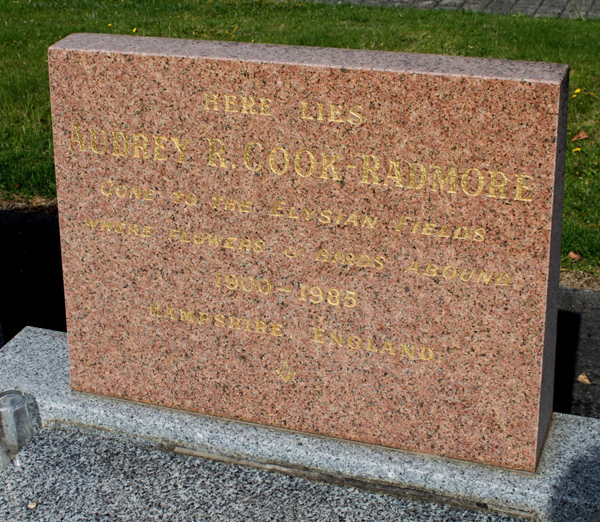 HERE LIES
AUDREY R. COOK-RADMORE
GONE TO THE ELYSIAN FIELDS
WHERE FLOWERS & BIRDS ABOUND
1900-1985
HAMPSHIRE, ENGLAND.